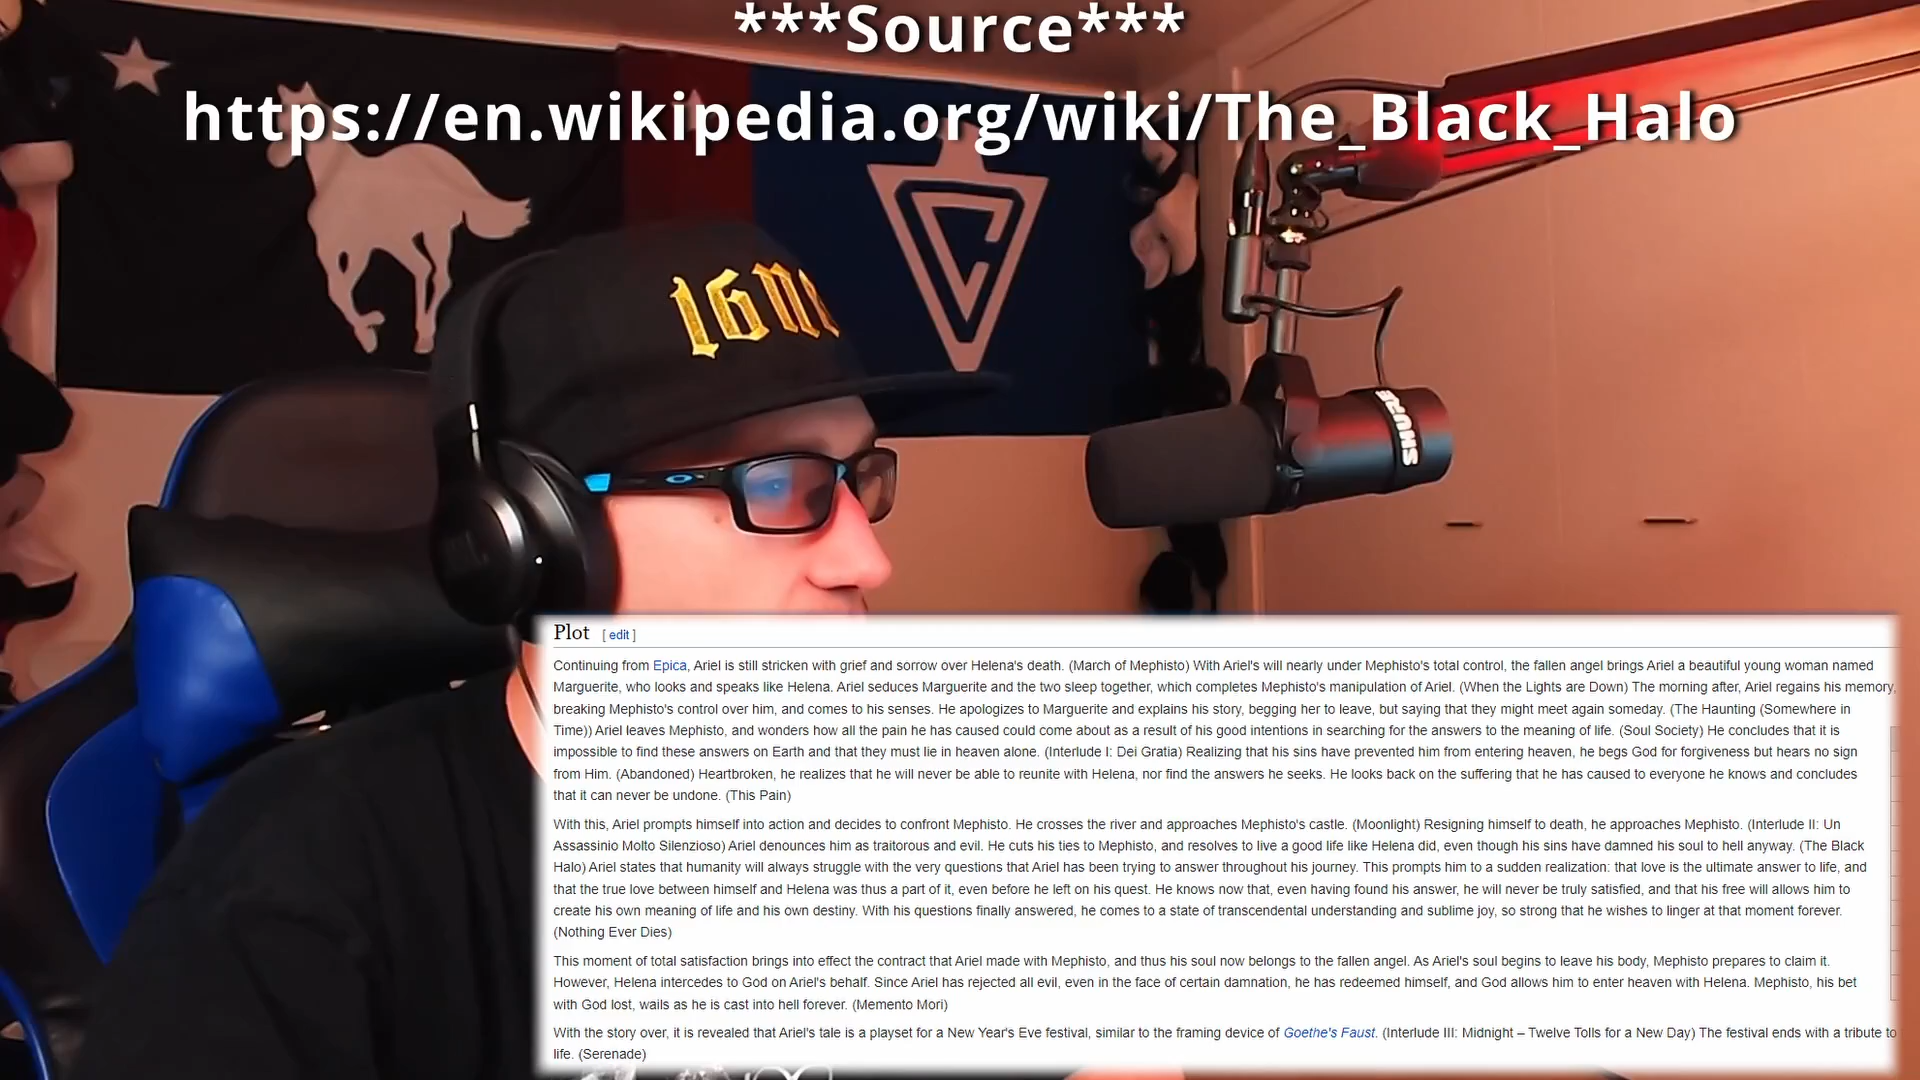 ***Source***
https://en.wikipedia.org/wiki/The_Black_Halo
SHURE
Plot [ edit ]
Continuing from Epica, Ariel is still stricken with grief and sorrow over Helena's death. (March of Mephisto) With Ariel's will nearly under Mephisto's total control, the fallen angel brings Ariel a beautiful young woman named
Marguerite, who looks and speaks like Helena. Ariel seduces Marguerite and the two sleep together, which completes Mephisto's manipulation of Ariel. (When the Lights are Down) The morning after, Ariel regains his memory,
breaking Mephisto's control over him, and comes to his senses. He apologizes to Marguerite and explains his story, begging her to leave, but saying that they might meet again someday. (The Haunting (Somewhere in
Time)) Ariel leaves Mephisto, and wonders how all the pain he has caused could come about as a result of his good intentions in searching for the answers to the meaning of life. (Soul Society) He concludes that it is
impossible to find these answers on Earth and that they must lie in heaven alone. (Interlude I: Dei Gratia) Realizing that his sins have prevented him from entering heaven, he begs God for forgiveness but hears no sign
from Him. (Abandoned) Heartbroken, he realizes that he will never be able to reunite with Helena, nor find the answers he seeks. He looks back on the suffering that he has caused to everyone he knows and concludes
that it can never be undone. (This Pain)
With this, Ariel prompts himself into action and decides to confront Mephisto. He crosses the river and approaches Mephisto's castle. (Moonlight) Resigning himself to death, he approaches Mephisto. (Interlude II: Un
Assassinio Molto Silenzioso) Ariel denounces him as traitorous and evil. He cuts his ties to Mephisto, and resolves to live a good life like Helena did, even though his sins have damned his soul to hell anyway. (The Black
Halo) Ariel states that humanity will always struggle with the very questions that Ariel has been trying to answer throughout his journey. This prompts him to a sudden realization: that love is the ultimate answer to life, and
that the true love between himself and Helena was thus a part of it, even before he left on his quest. He knows now that, even having found his answer, he will never be truly satisfied, and that his free will allows him to
create his own meaning of life and his own destiny. With his questions finally answered, he comes to a state of transcendental understanding and sublime joy, so strong that he wishes to linger at that moment forever.
(Nothing Ever Dies)
This moment of total satisfaction brings into effect the contract that Ariel made with Mephisto, and thus his soul now belongs to the fallen angel. As Ariel's soul begins to leave his body, Mephisto prepares to claim it.
However, Helena intercedes to God on Ariel's behalf. Since Ariel has rejected all evil, even in the face of certain damnation, he has redeemed himself, and God allows him to enter heaven with Helena. Mephisto, his bet
with God lost, wails as he is cast into hell forever. (Memento Mori)
With the story over, it is revealed that Ariel's tale is a playset for a New Year's Eve festival, similar to the framing device of Goethe's Faust. (Interlude III: Midnight – Twelve Tolls for a New Day) The festival ends with a tribute to
life. (Serenade)